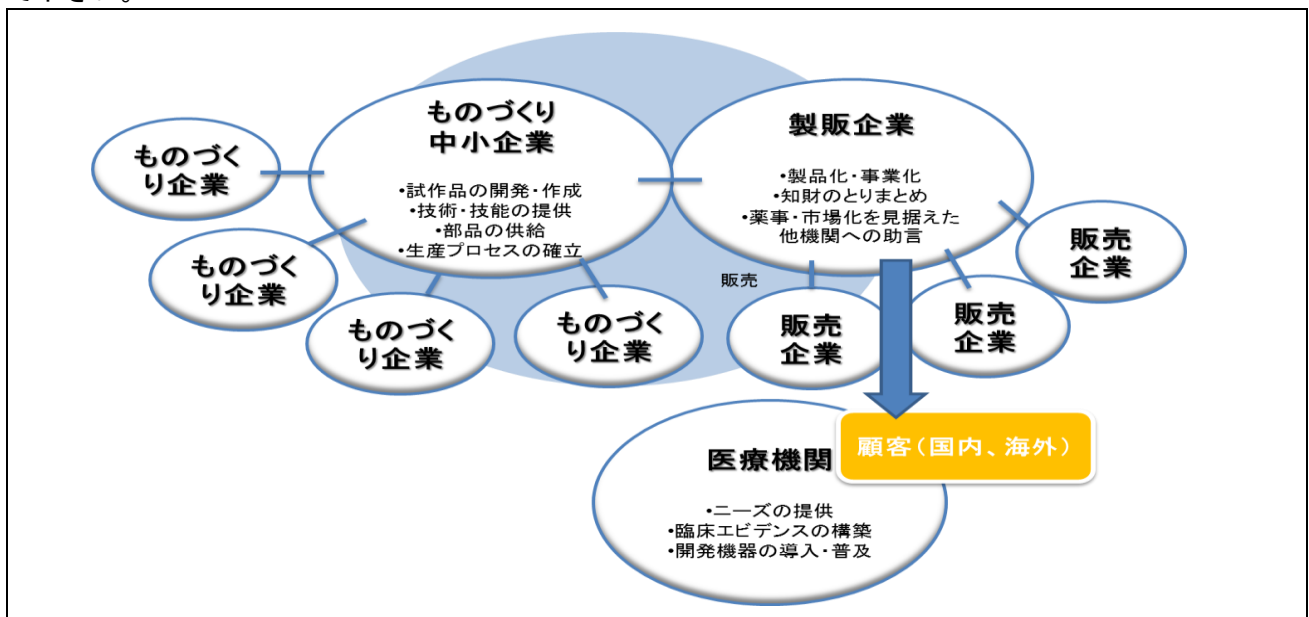 ものづくり
中小企業
•試作品の開発・作成
•技術・技能の提供
•部品の供給
•生産プロセスの確立
製販企業
•製品化・事業化
•知財のとりまとめ
•薬事・市場化を見据えた
他機関への助言
ものづく
り企業
ものづく
り企業
ものづく
り企業
ものづく
り企業
販売
販売
企業
販売
企業
販売
企業
顧客(国内、海外)
医療機関
•ニーズの提供
•臨床エビデンスの構築
•開発機器の導入・普及